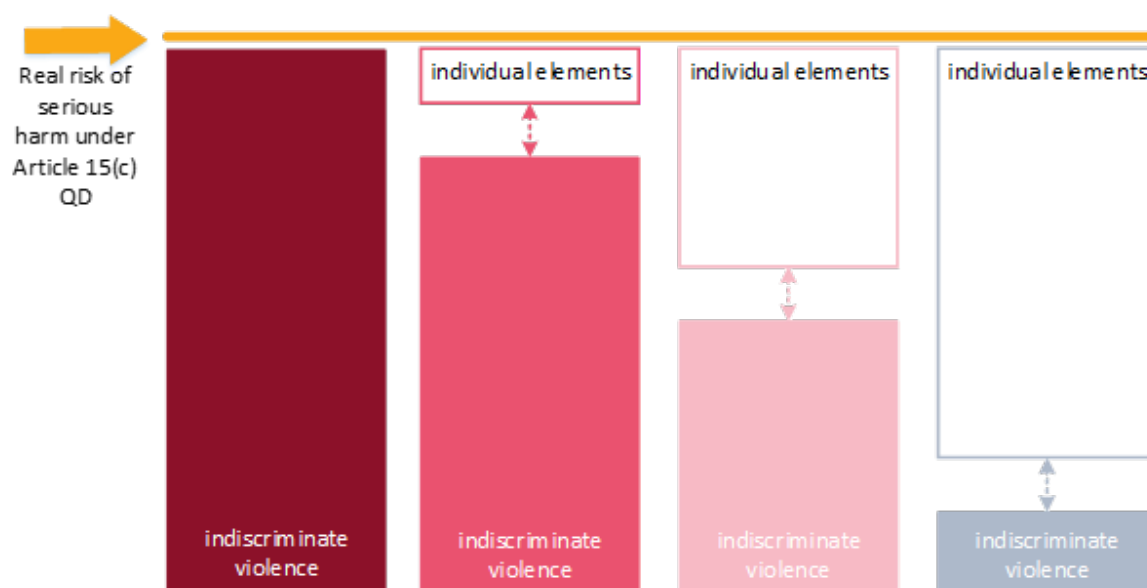 Real risk of
serious
harm under
Article 15(c)
QD
individual elements
individual elements
individual elements
indiscriminate
violence
indiscriminate
violence
indiscriminate
violence
indiscriminate
violence